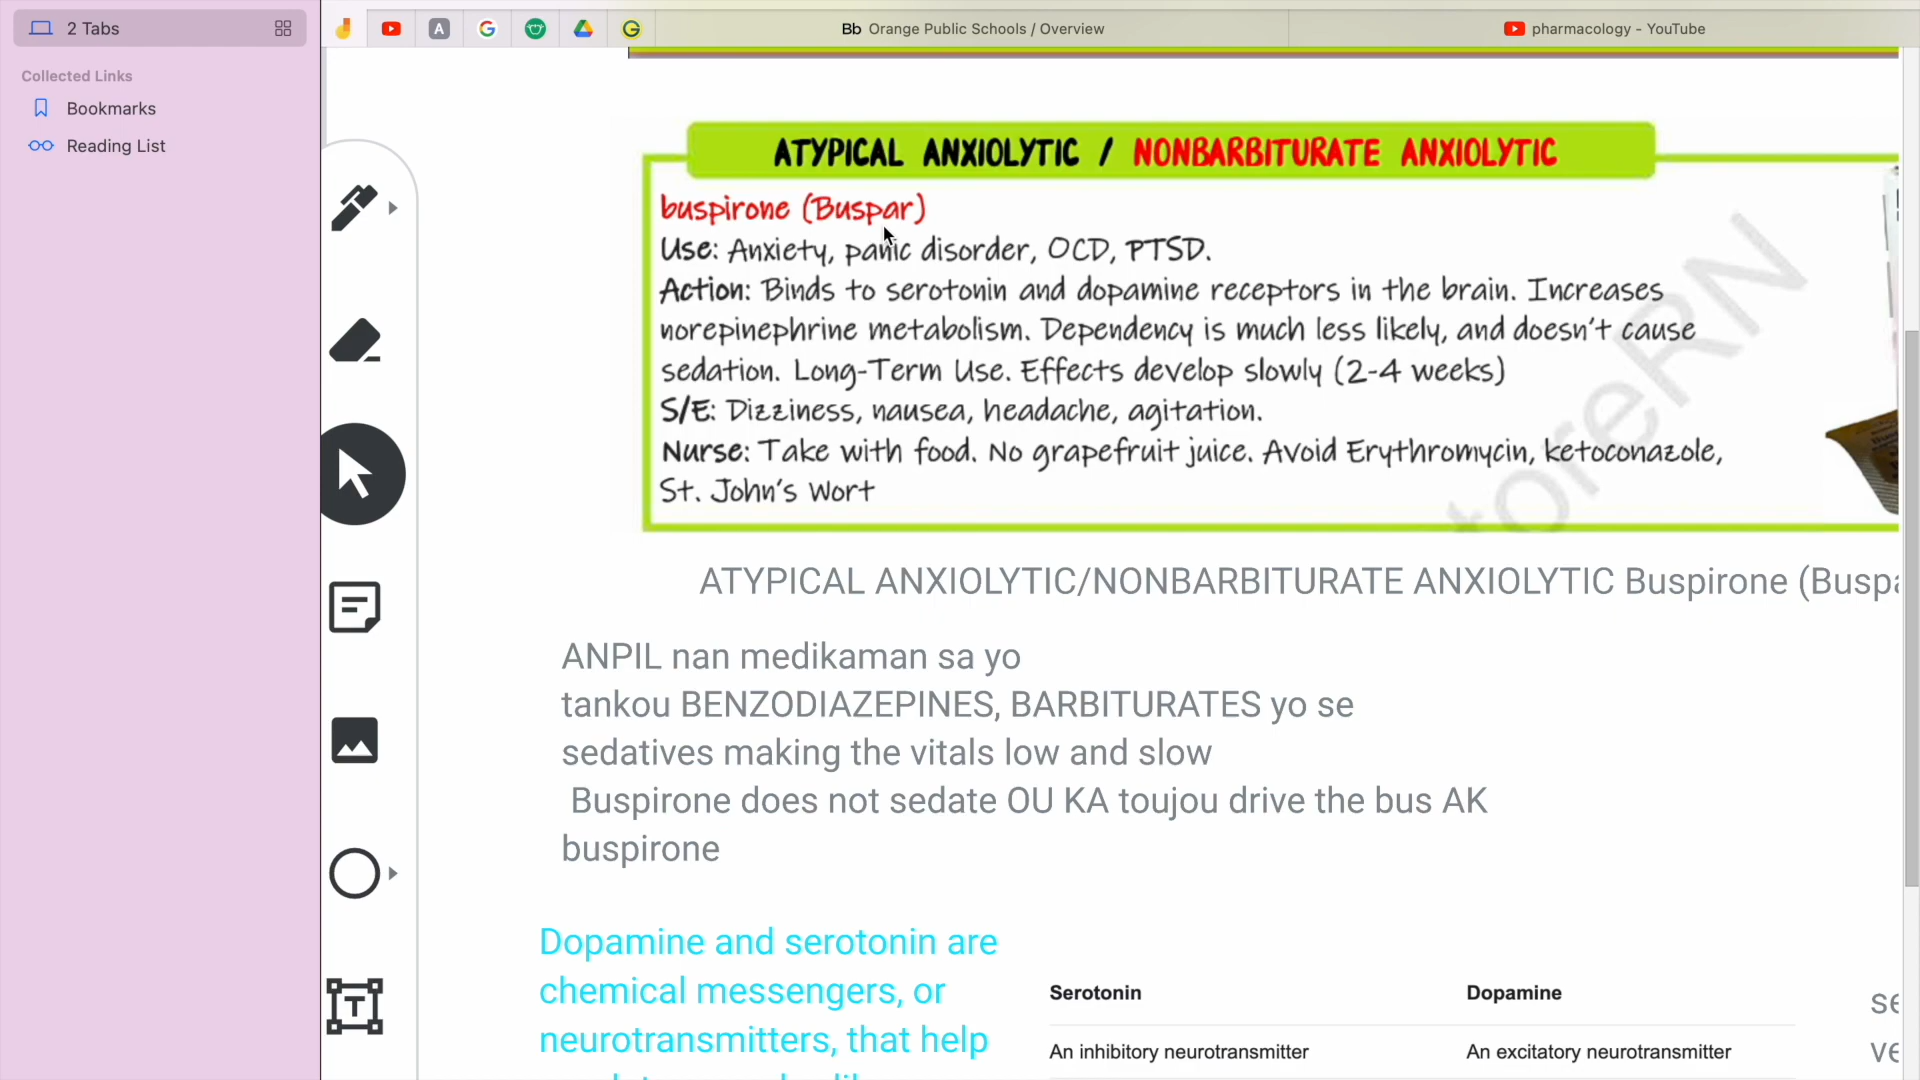 2 Tabs
Collected Links
Bookmarks
Reading List
A
G
G
Bb Orange Public Schools / Overview
pharmacology - YouTube
ATYPICAL ANXIOLYTIC / NONBARBITURATE ANXIOLYTIC
buspirone (Buspar)
Use: Anxiety, panic disorder, OCD, PTSD.
Action: Binds to serotonin and dopamine receptors in the brain. Increases
norepinephrine metabolism. Dependency is much less likely, and doesn't cause
sedation. Long-Term Use. Effects develop slowly (2-4 weeks)
S/E: Dizziness, nausea, headache, agitation.
Nurse: Take with food. No grapefruit juice. Avoid Erythromycin, ketoconazole,
St. John's Wort
toreRN
ATYPICAL ANXIOLYTIC/NONBARBITURATE ANXIOLYTIC Buspirone (Buspa
ANPIL nan medikaman sa yo
tankou BENZODIAZEPINES, BARBITURATES yo se
sedatives making the vitals low and slow
Buspirone does not sedate OU KA toujou drive the bus AK
buspirone
Dopamine and serotonin are
chemical messengers, or
neurotransmitters, that help
Serotonin Dopamine
An inhibitory neurotransmitter An excitatory neurotransmitter
se
ve
T